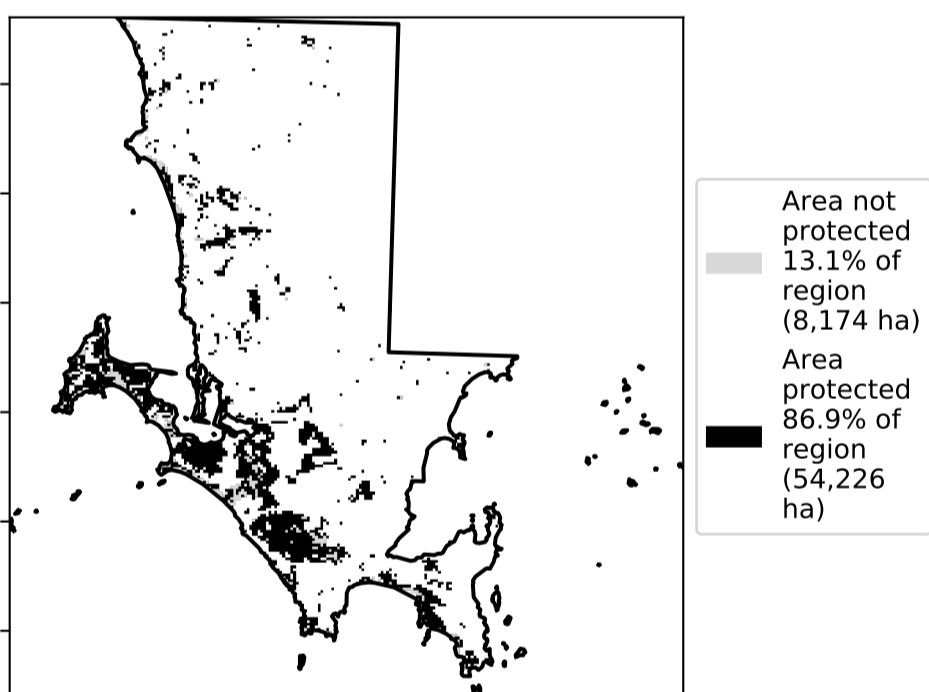 Area not
protected
13.1% of
region
(8,174 ha)
Area
protected
86.9% of
region
(54,226
ha)